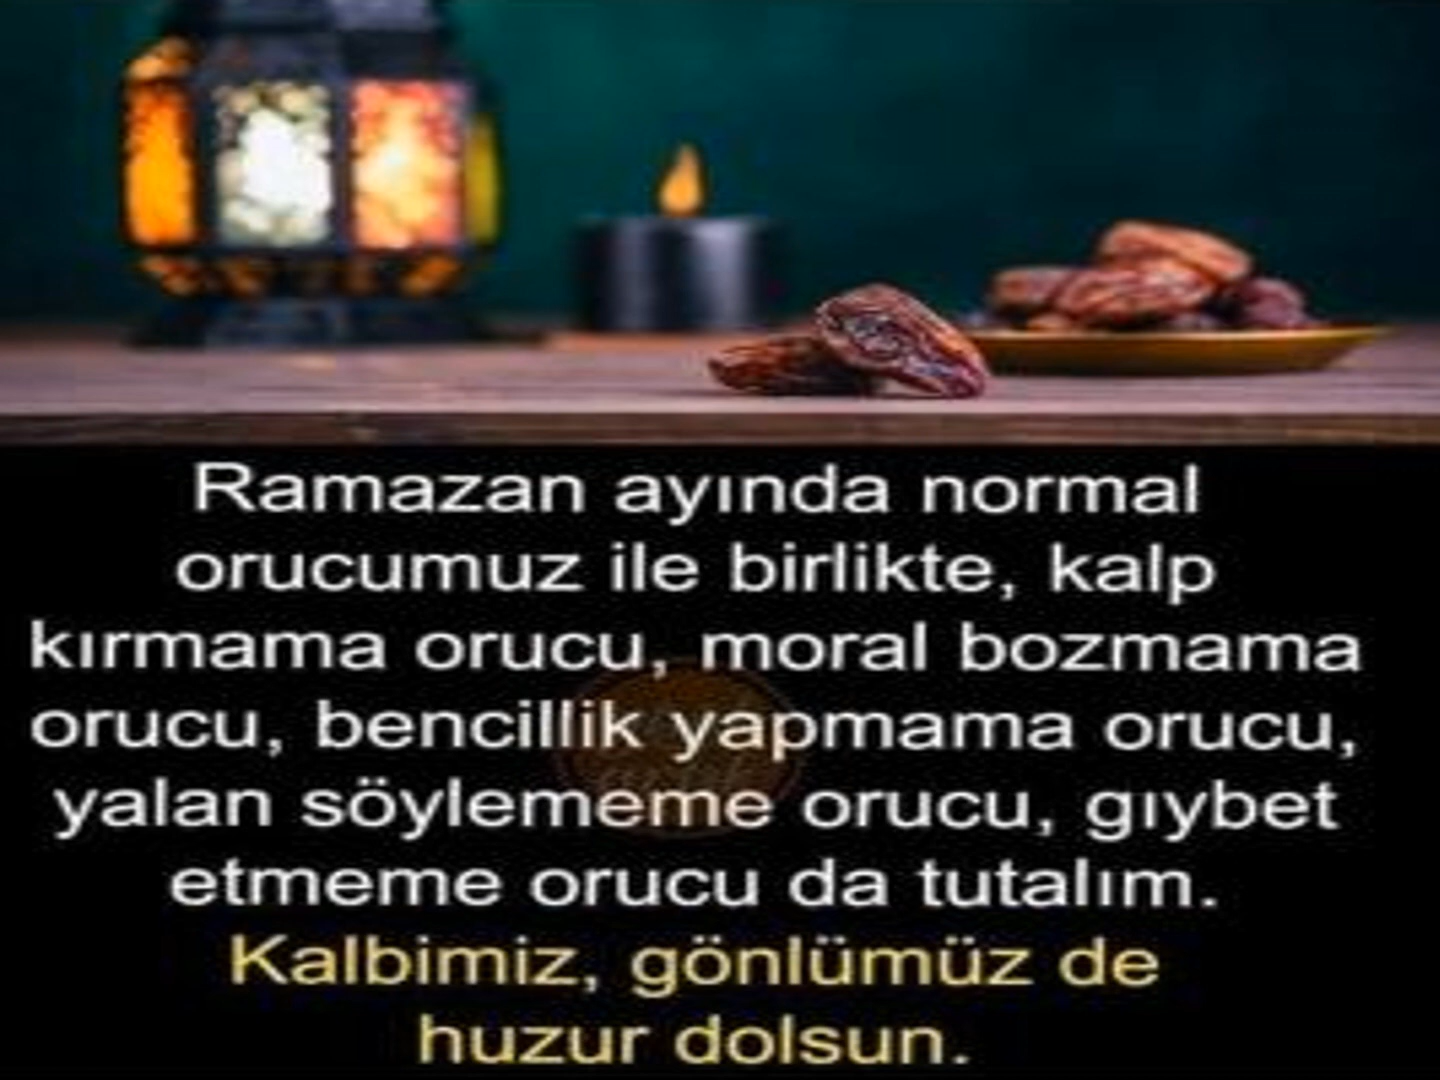 Ramazan ayında normal
orucumuz ile birlikte, kalp
kırmama orucu, moral bozmama
orucu, bencillik yapmama orucu,
yalan söylememe orucu, gıybet
etmeme orucu da tutalım.
Kalbimiz, gönlümüz de
huzur dolsun.